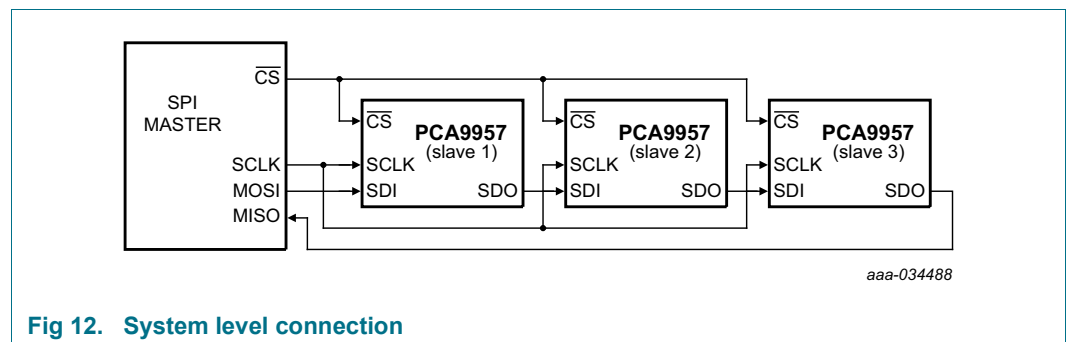 CS
SPI
MASTER
SCLK
MOSI
MISO
CS
PCA9957
(slave 1)
SCLK
SDI
SDO
CS
PCA9957
(slave 2)
SCLK
SDI
SDO
CS
PCA9957
(slave 3)
SCLK
SDI
SDO
aaa-034488
Fig 12. System level connection